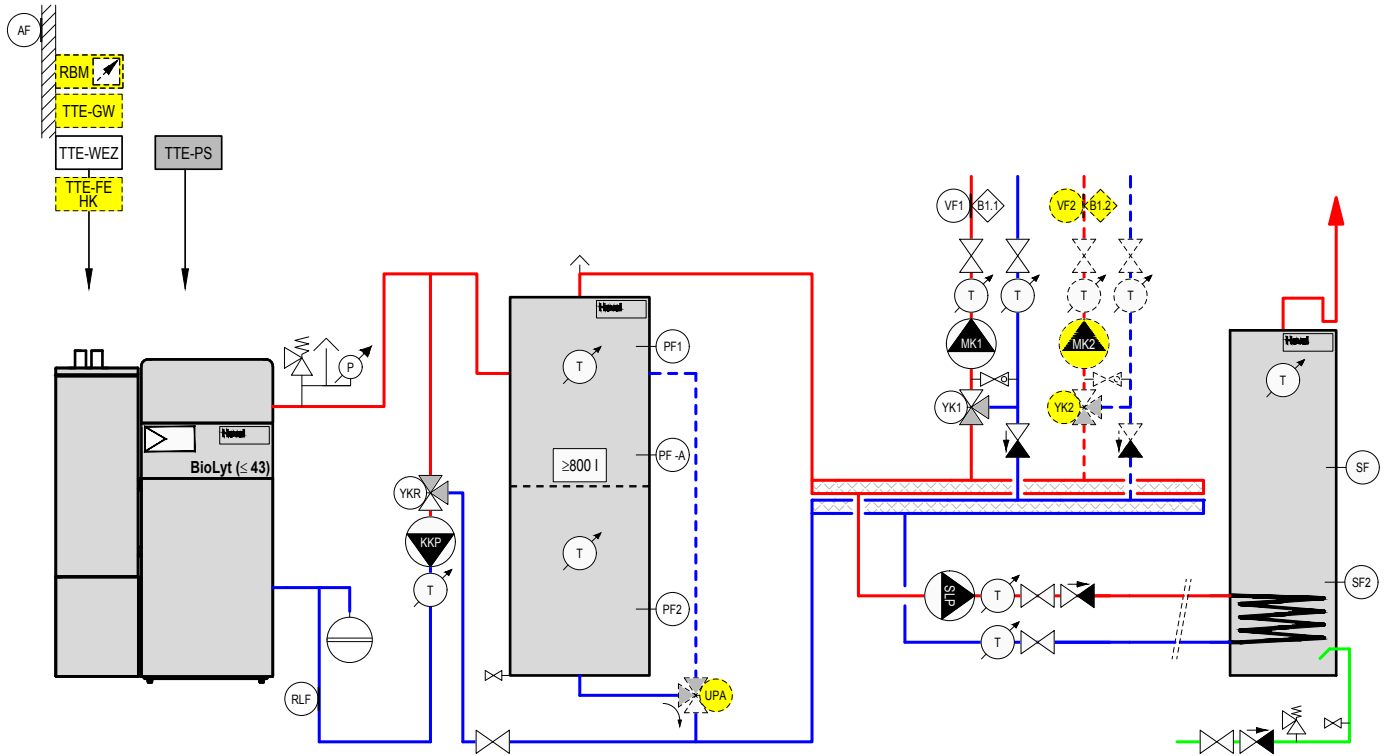 AF
RBM
TTE-GW
TTE-WEZ
TTE-PS
TTE-FE
HK
VF1
B1.1
VF2
B1.2
T
T
T
T
P
Hoval
PF1
T
MK1
MK2
Hoval
T
YK1
YK2
Hoval
BioLyt (≤ 43)
PF -A
≥800 l
SF
YKR
KKP
T
T
SLP
T
SF2
PF2
T
RLF
UPA